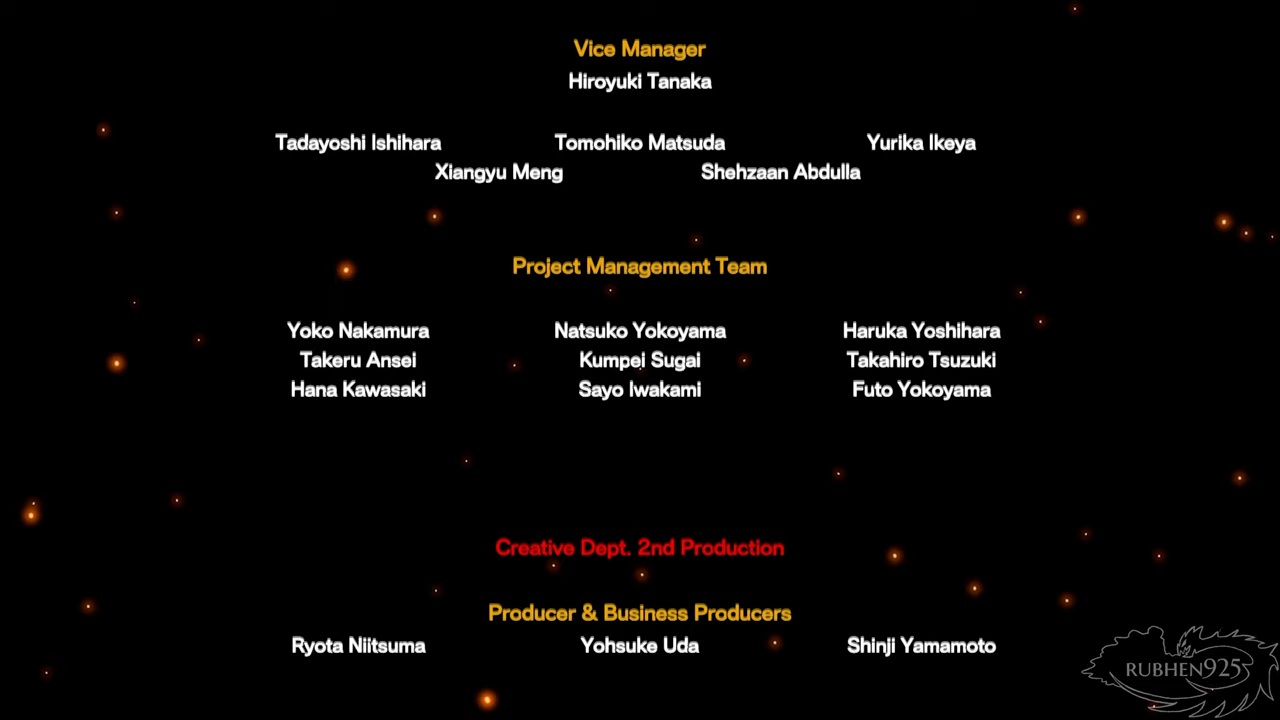 Vice Manager
Hiroyuki Tanaka
Tadayoshi Ishihara Tomohiko Matsuda Yurika Ikeya
Xiangyu Meng Shehzaan Abdulla
Project Management Team
Yoko Nakamura Natsuko Yokoyama Haruka Yoshihara
Takeru Ansei Kumpei Sugai Takahiro Tsuzuki
Hana Kawasaki Sayo Iwakami Futo Yokoyama
Creative Dept. 2nd Production
Producer & Business Producers
Ryota Niitsuma Yohsuke Uda Shinji Yamamoto
RUBHEN925